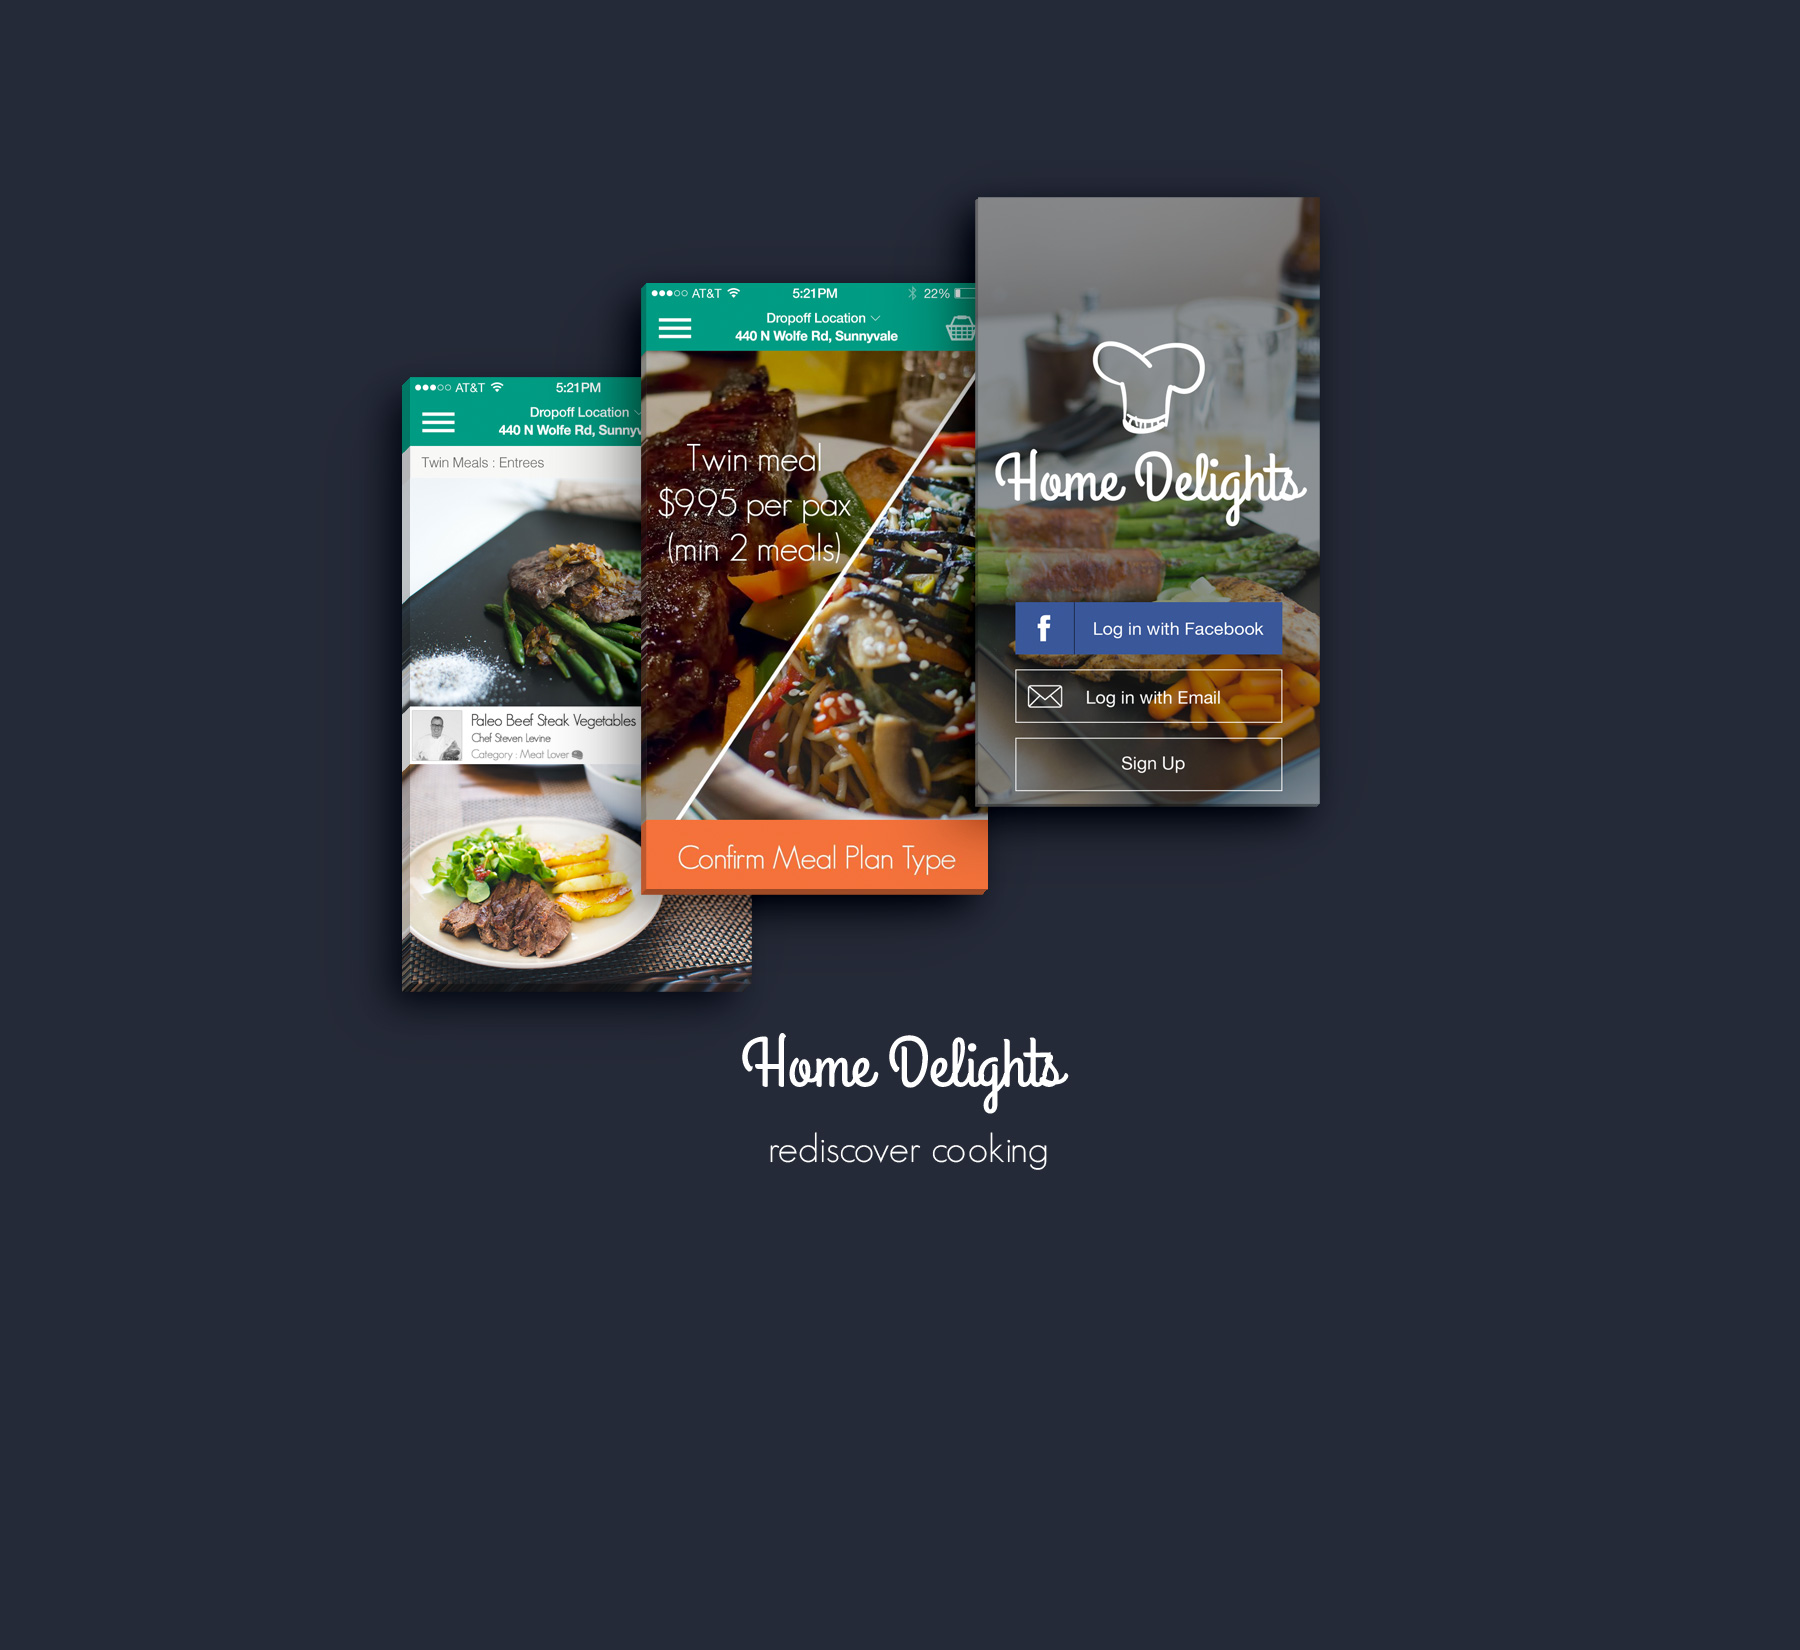 AT&T 5:21PM
Dropoff Location
440 N Wolfe Rd, Sunnyv
Twin Meals : Entrees
Paleo Beef Steak Vegetables
Chef Steven Levine
Category : Meat Lover
AT&T 5:21PM 22%
Dropoff Location
440 N Wolfe Rd, Sunnyvale
Twin meal
$9.95 per pax
(min 2 meals)
Confirm Meal Plan Type
Home Delights
f Log in with Facebook
Log in with Email
Sign Up
Home Delights
rediscover cooking